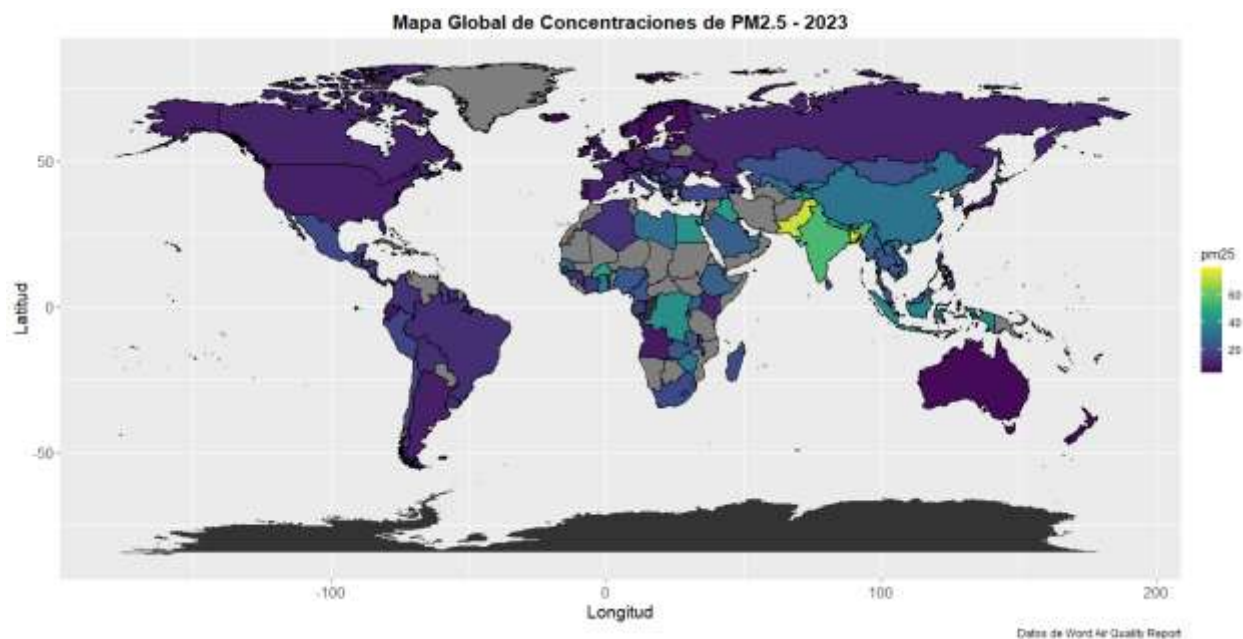 Mapa Global de Concentraciones de PM2.5 - 2023
50
0
-50
Latitud
-100
0
100
200
Longitud
pm25
60
40
20
Datos de Word Air Quality Report